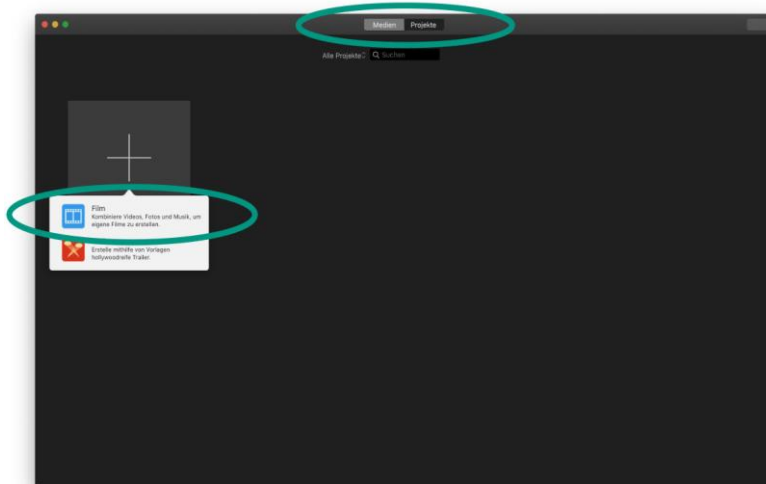 Medien Projekte
Alle Projekte Suchen
Film
Kombiniere Videos, Fotos und Musik, um
eigene Filme zu erstellen.
Erstelle mithilfe von Vorlagen
hollywoodreife Trailer.